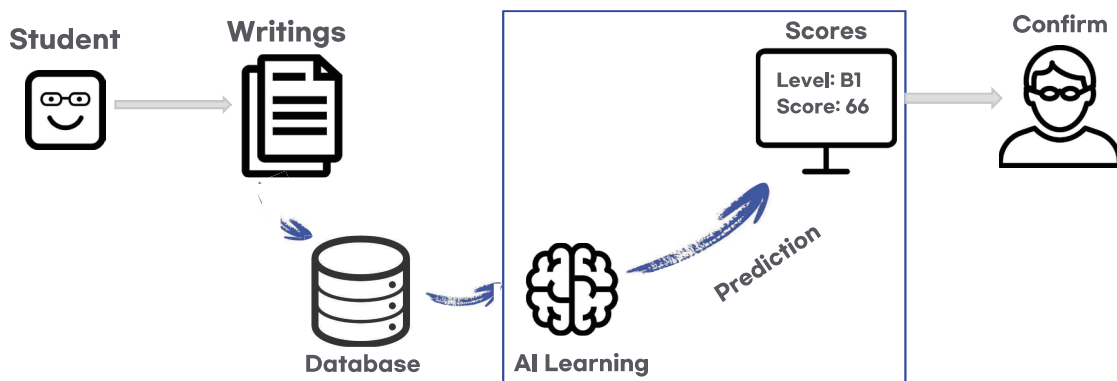 Student
Writings
Scores
Confirm
Level: B1
Score: 66
Prediction
Database
AI Learning